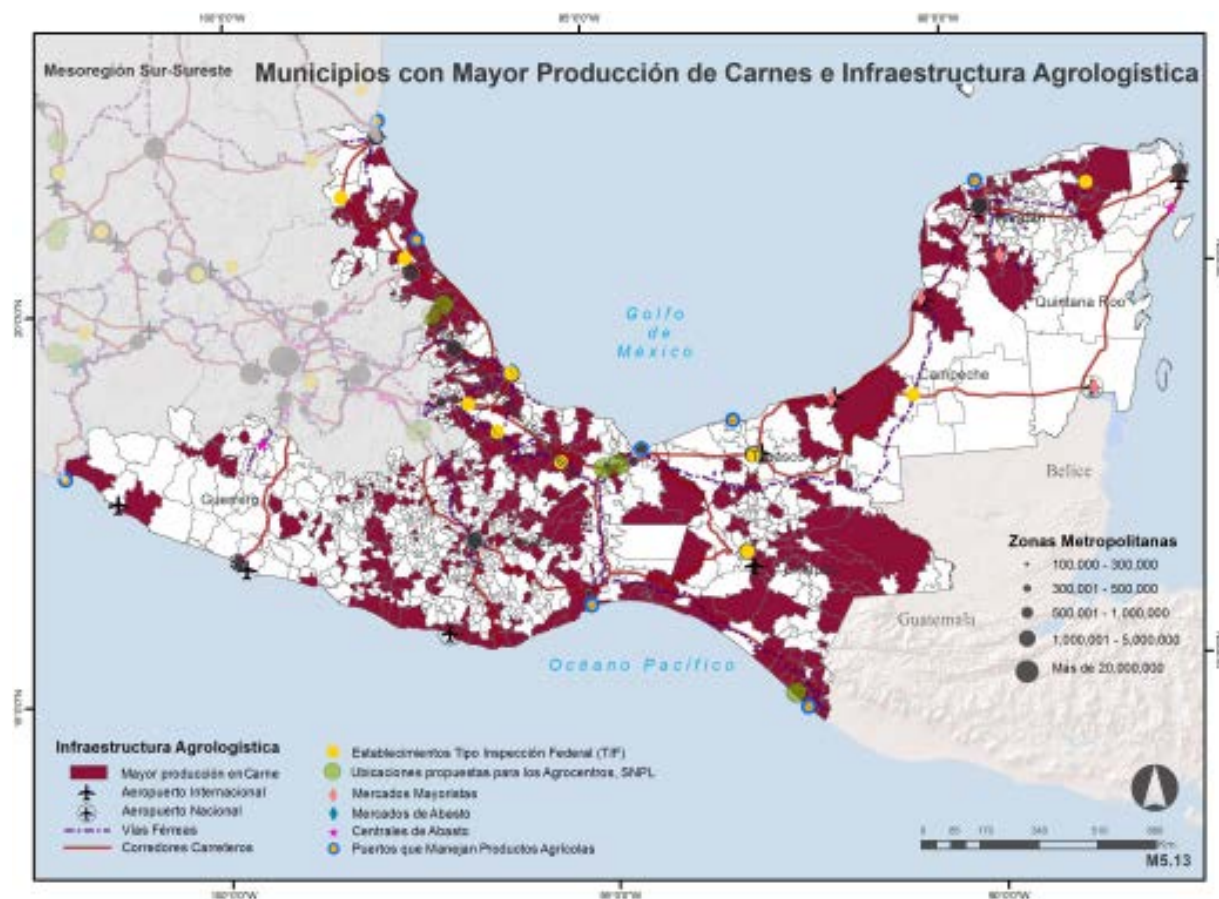 Mesoregión Sur-Sureste
Municipios con Mayor Producción de Carnes e Infraestructura Agrologística
Golfo
de
México
Quintana Roo
Campeche
Guerrero
Belice
Guatemala
Océano Pacífico
Zonas Metropolitanas
100,000 - 300,000
300,001 - 500,000
500,001 - 1,000,000
1,000,001 - 5,000,000
Más de 20,000,000
Infraestructura Agrologística
Mayor producción en Carne
Aeropuerto Internacional
Aeropuerto Nacional
Vías Férreas
Corredores Carreteros
Establecimientos Tipo Inspección Federal (TIF)
Ubicaciones propuestas para los Agrocentros, SNPL
Mercados Mayoristas
Mercados de Abasto
Centrales de Abasto
Puertos que Manejan Productos Agrícolas
M5.13